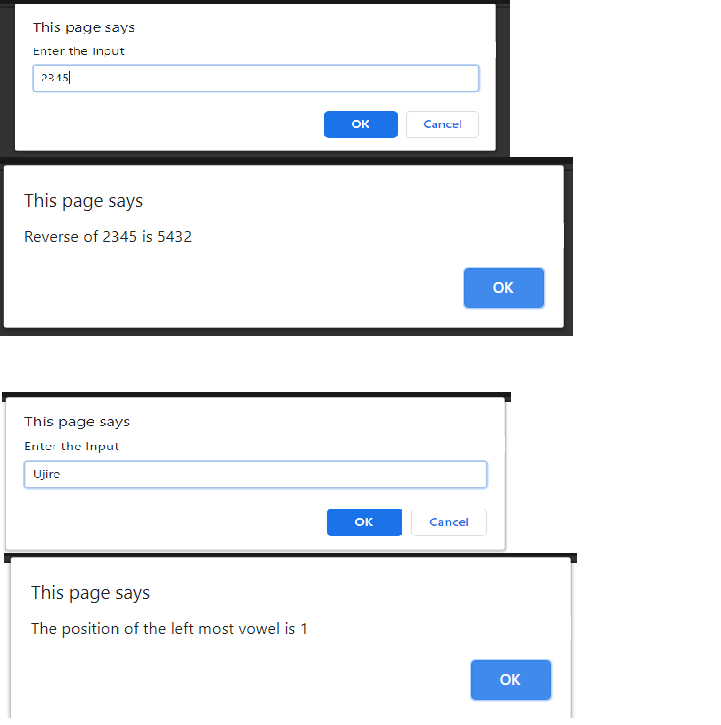 This page says
Enter the Input
2345
OK Cancel
This page says
Reverse of 2345 is 5432
OK
This page says
Enter the Input
Ujire
OK Cancel
This page says
The position of the left most vowel is 1
OK